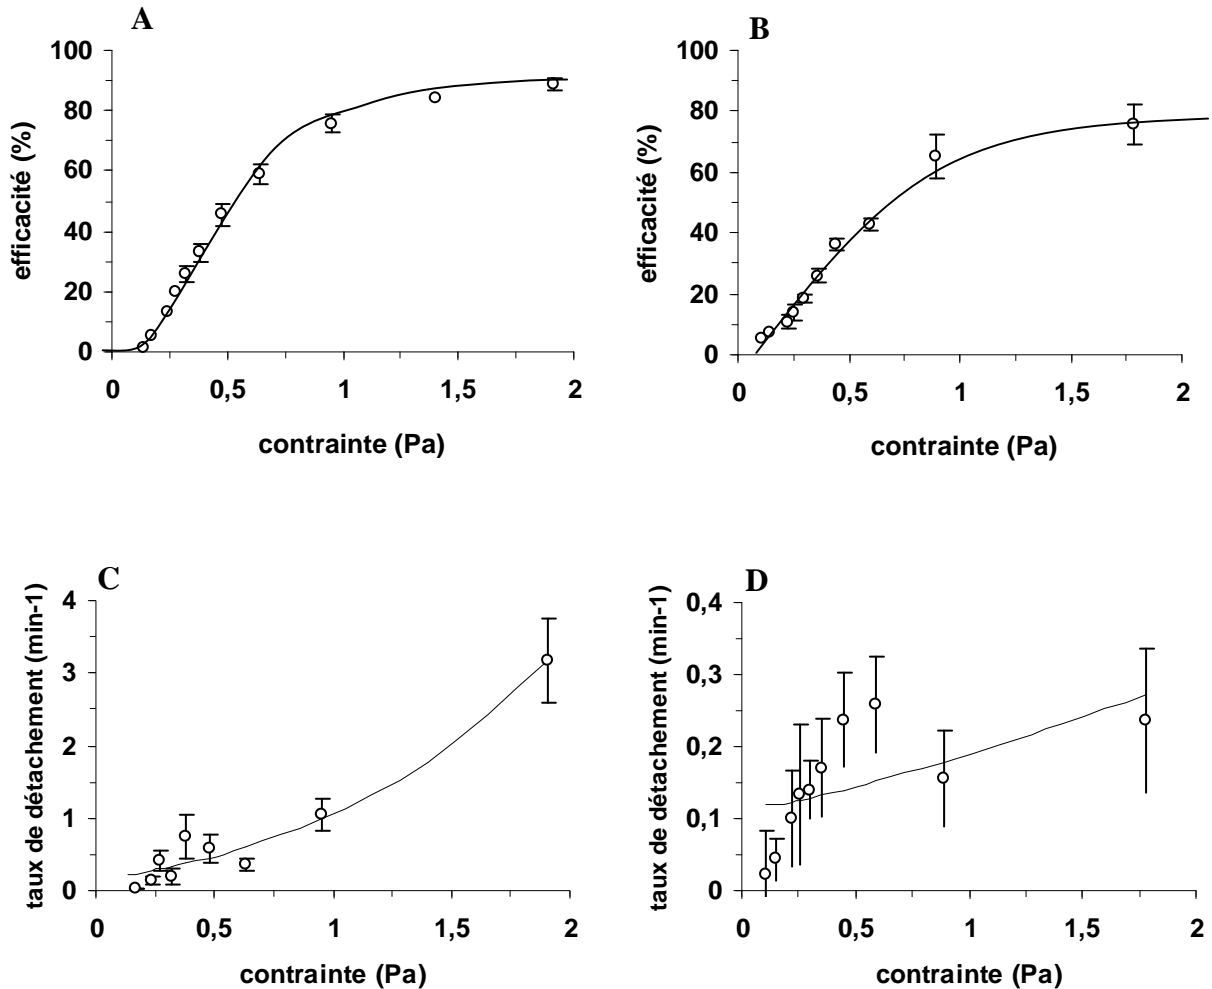 A
100
80
60
40
20
0
efficacité (%)
0 0,5 1 1,5 2
contrainte (Pa)
B
100
80
60
40
20
0
efficacité (%)
0 0,5 1 1,5 2
contrainte (Pa)
C
4
3
2
1
0
taux de détachement (min-1)
0 0,5 1 1,5 2
contrainte (Pa)
D
0,4
0,3
0,2
0,1
0
taux de détachement (min-1)
0 0,5 1 1,5 2
contrainte (Pa)